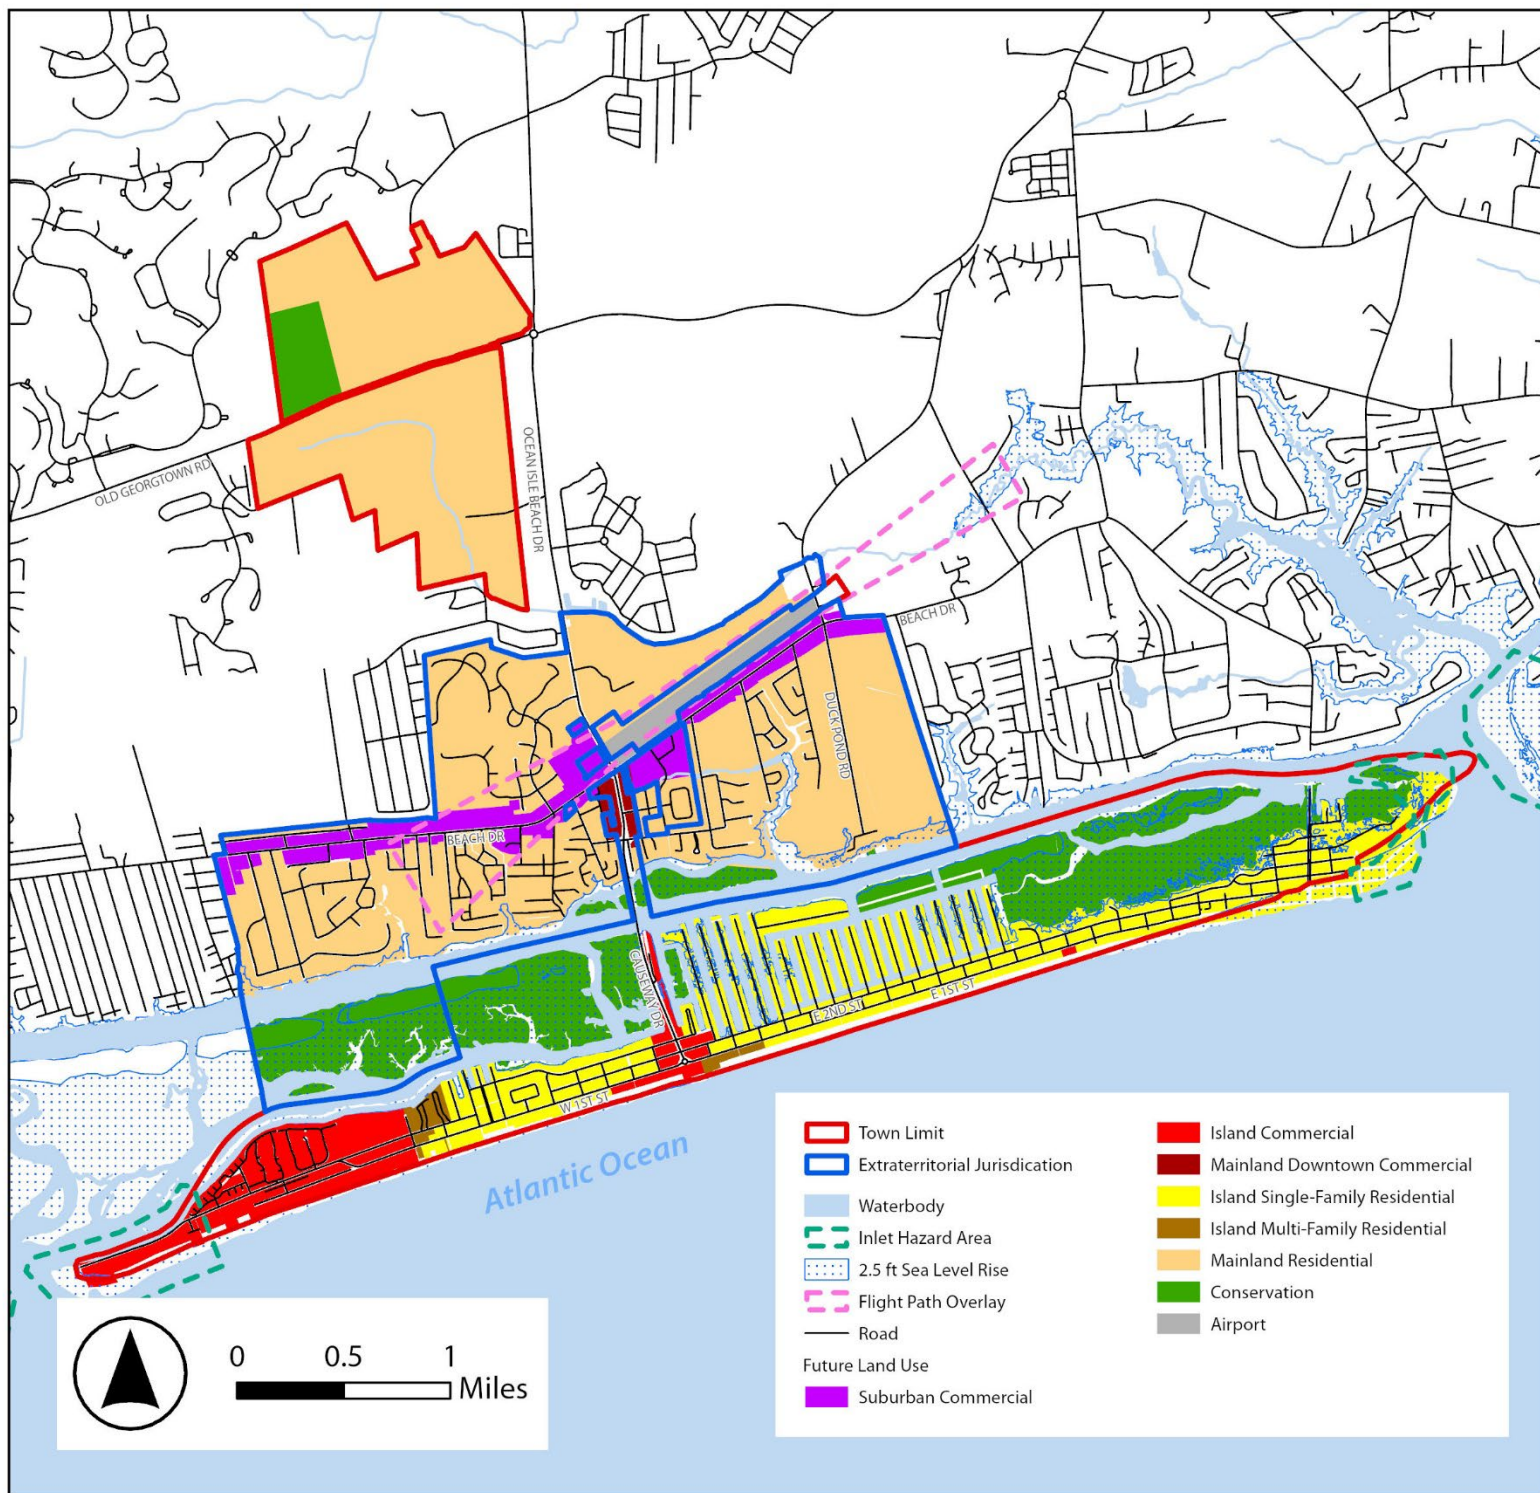 OLD GEORGTOWN RD
OCEAN ISLE BEACH DR
BEACH DR
DUCK POND RD
BEACH DR
CAUSEWAY DR
E 2ND ST
E 1ST ST
W 1ST ST
Atlantic Ocean
Town Limit
Extraterritorial Jurisdication
Waterbody
Inlet Hazard Area
2.5 ft Sea Level Rise
Flight Path Overlay
Road
Future Land Use
Suburban Commercial
Island Commercial
Mainland Downtown Commercial
Island Single-Family Residential
Island Multi-Family Residential
Mainland Residential
Conservation
Airport
0 0.5 1
Miles